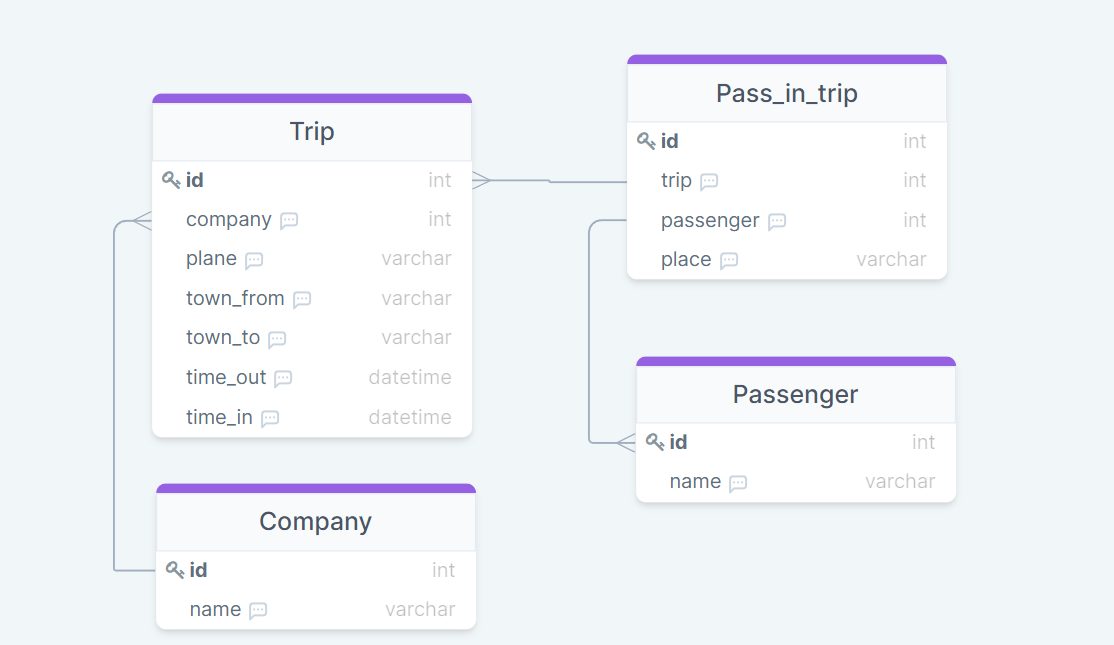 Trip
id int
company int
plane varchar
town_from varchar
town_to varchar
time_out datetime
time_in datetime
Pass_in_trip
id int
trip int
passenger int
place varchar
Company
id int
name varchar
Passenger
id int
name varchar